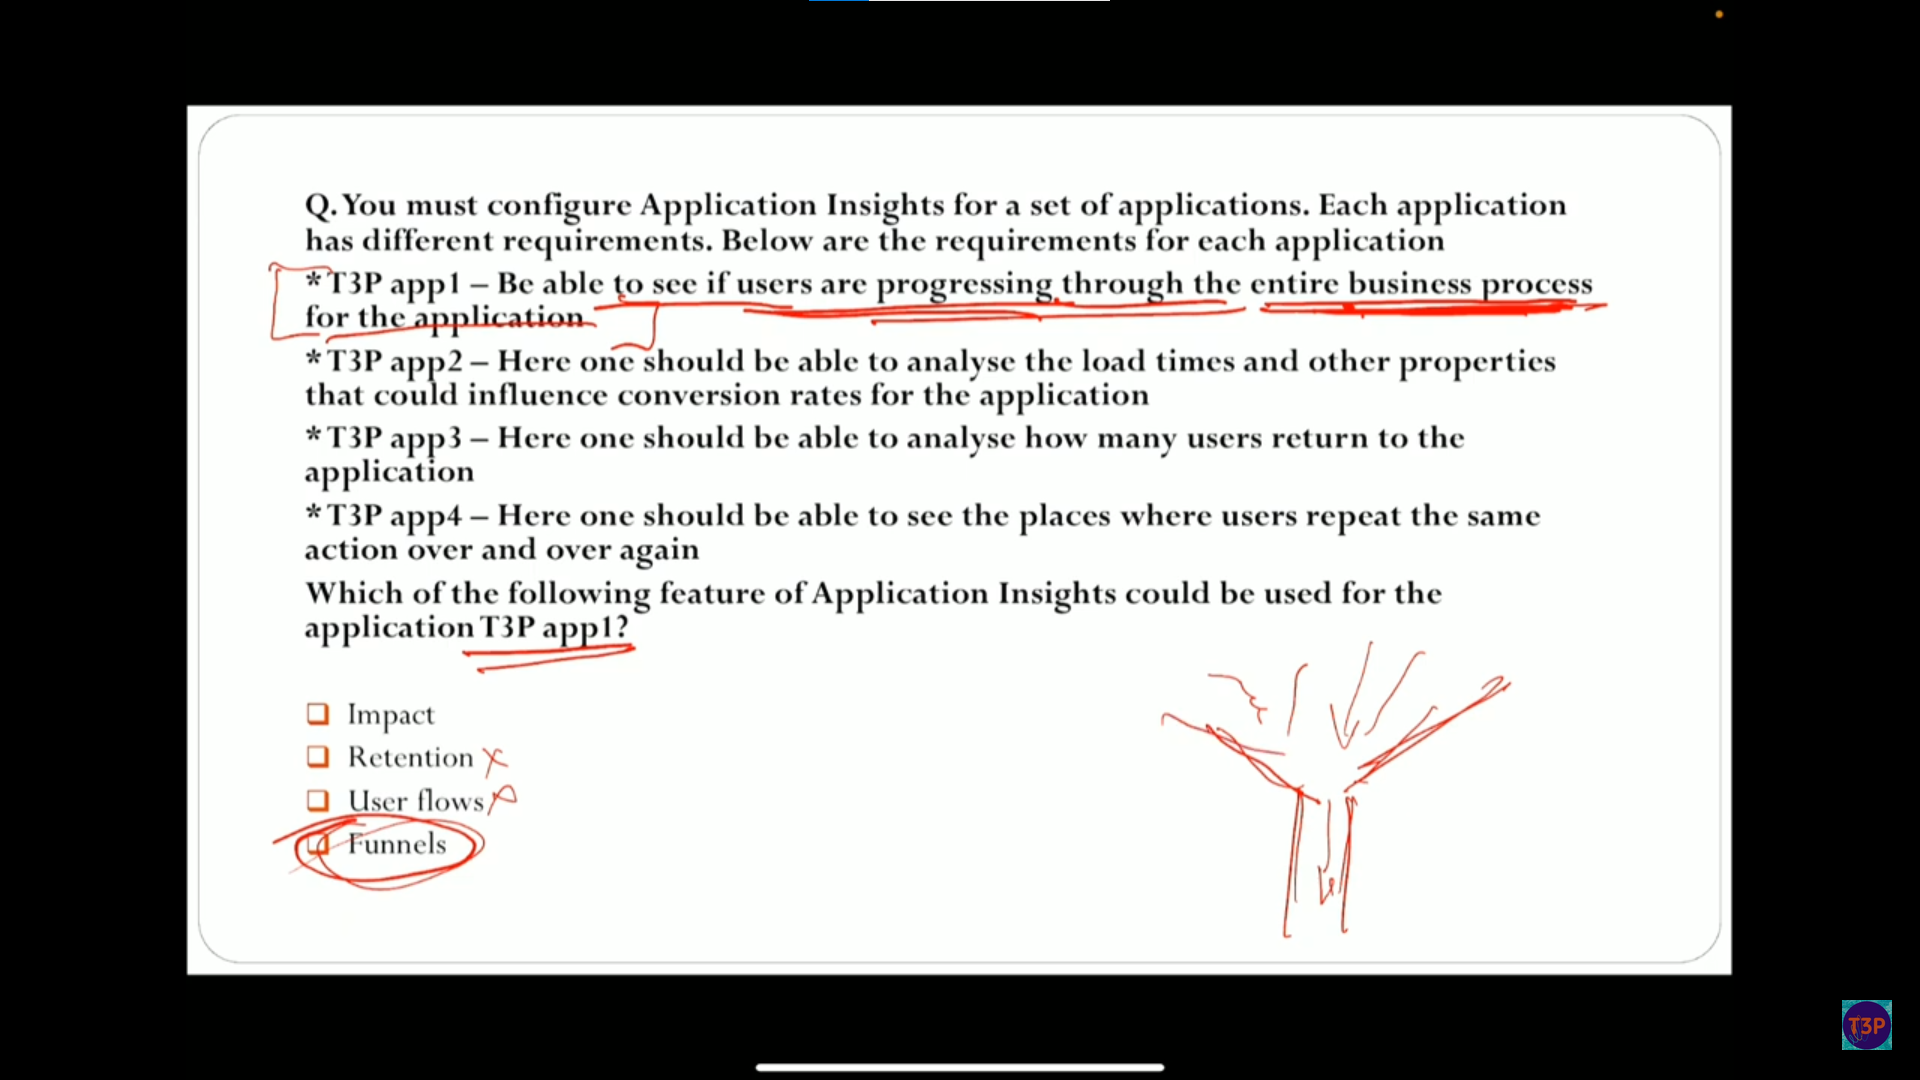 Q. You must configure Application Insights for a set of applications. Each application
has different requirements. Below are the requirements for each application
*T3P app1 – Be able to see if users are progressing through the entire business process
for the application
*T3P app2 – Here one should be able to analyse the load times and other properties
that could influence conversion rates for the application
*T3P app3 – Here one should be able to analyse how many users return to the
application
*T3P app4 – Here one should be able to see the places where users repeat the same
action over and over again
Which of the following feature of Application Insights could be used for the
application T3P app1?
Impact
Retention
User flows
Funnels
T3P